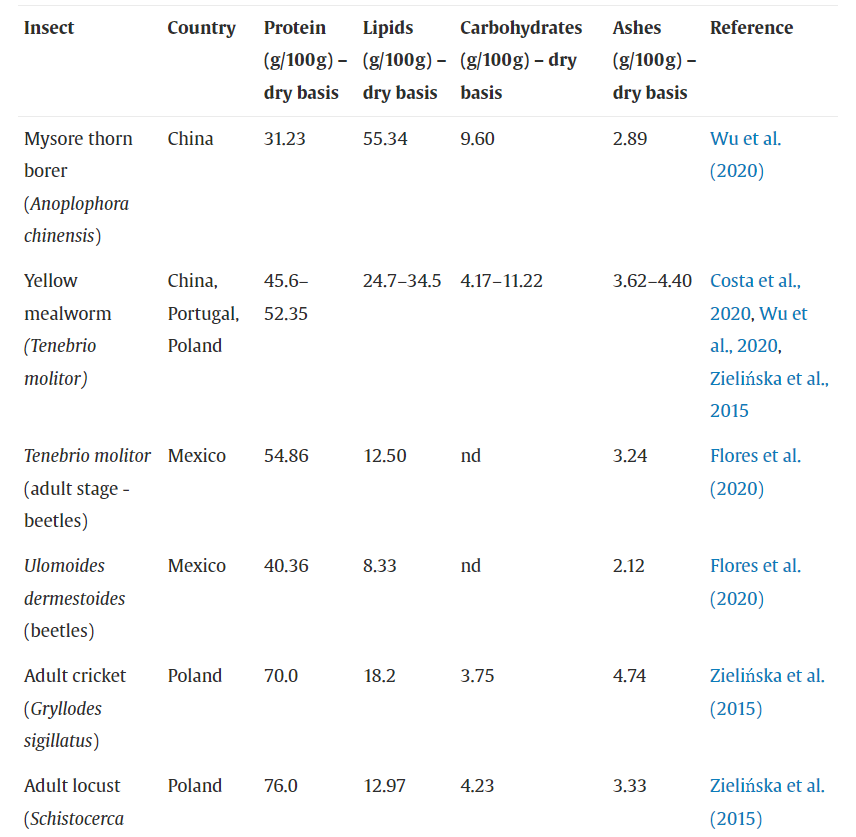 Insect Country Protein Lipids Carbohydrates Ashes Reference
(g/100g) – (g/100g) – (g/100g) – dry (g/100g) –
dry basis dry basis basis dry basis
Mysore thorn China 31.23 55.34 9.60 2.89 Wu et al.
borer (2020)
(Anoplophora
chinensis)
Yellow China, 45.6– 24.7–34.5 4.17–11.22 3.62–4.40 Costa et al.,
mealworm Portugal, 52.35 2020, Wu et
(Tenebrio Poland al., 2020,
molitor) Zielińska et al.,
2015
Tenebrio molitor Mexico 54.86 12.50 nd 3.24 Flores et al.
(adult stage - (2020)
beetles)
Ulomoides Mexico 40.36 8.33 nd 2.12 Flores et al.
dermestoides (2020)
(beetles)
Adult cricket Poland 70.0 18.2 3.75 4.74 Zielińska et al.
(Gryllodes (2015)
sigillatus)
Adult locust Poland 76.0 12.97 4.23 3.33 Zielińska et al.
(Schistocerca (2015)